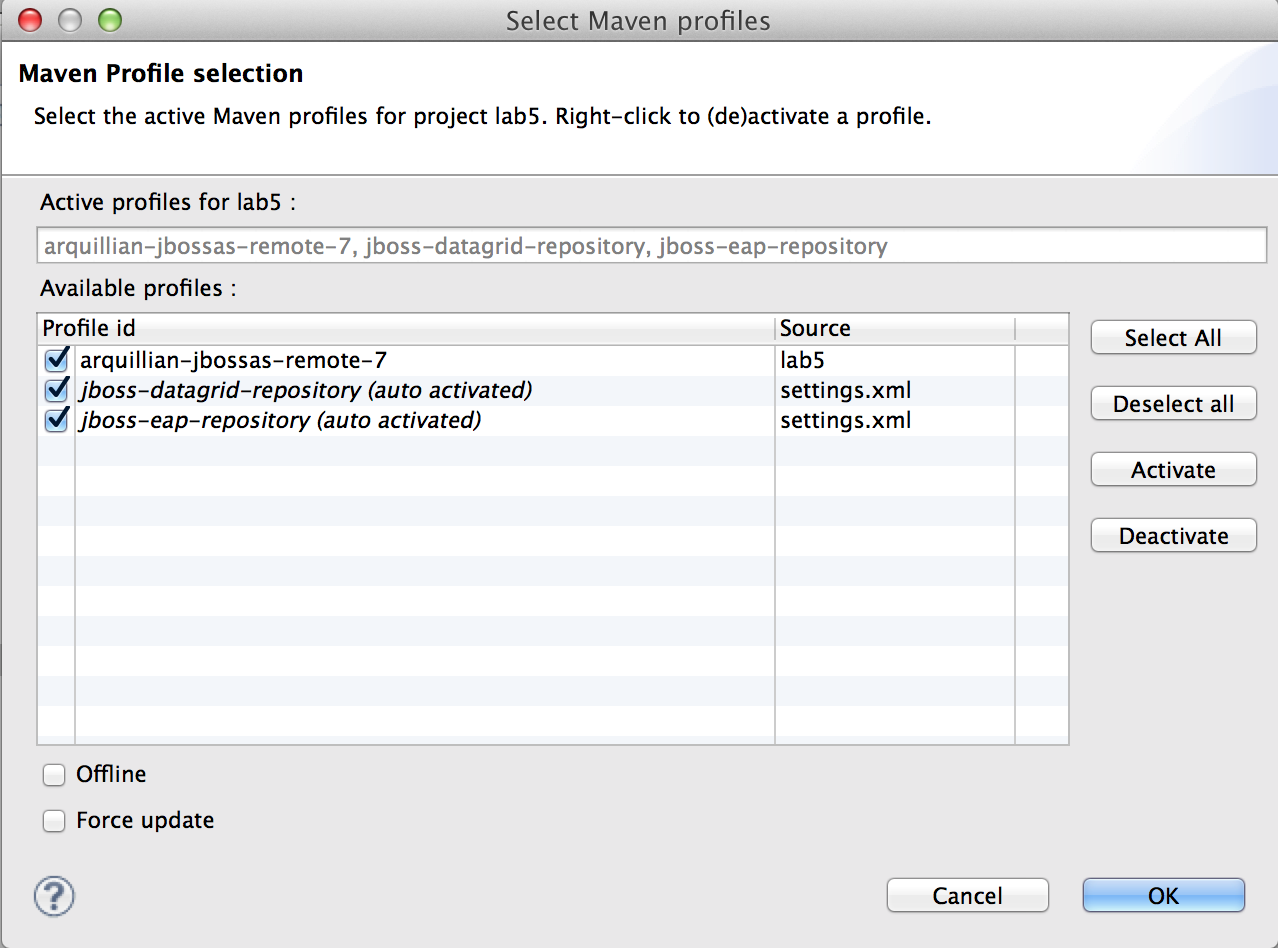 Select Maven profiles
Maven Profile selection
Select the active Maven profiles for project lab5. Right-click to (de)activate a profile.
Active profiles for lab5 :
arquillian-jbossas-remote-7, jboss-datagrid-repository, jboss-eap-repository
Available profiles :
Profile id Source
arquillian-jbossas-remote-7 lab5
jboss-datagrid-repository (auto activated) settings.xml
jboss-eap-repository (auto activated) settings.xml
Select All
Deselect all
Activate
Deactivate
Offline
Force update
? Cancel OK